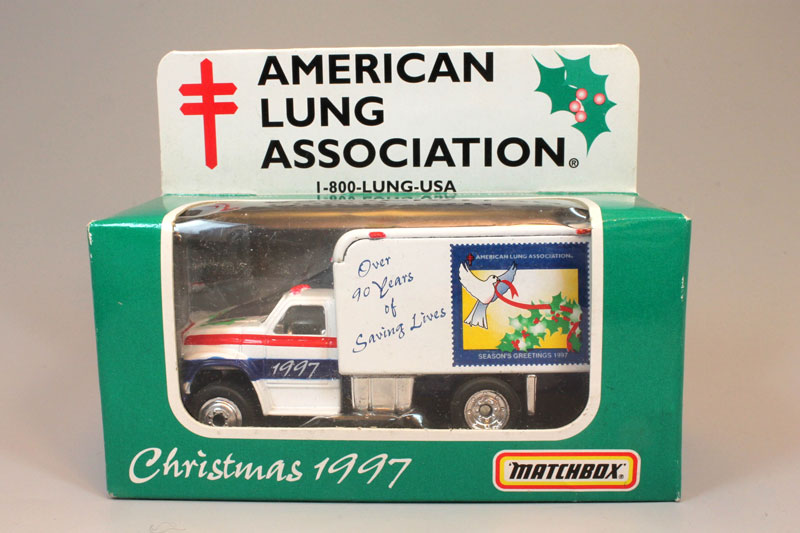 AMERICAN
LUNG
ASSOCIATION®
1-800-LUNG-USA
Over
90 Years
of
Saving Lives
AMERICAN LUNG ASSOCIATION®
SEASON'S GREETINGS 1997
1997
Christmas 1997
"MATCHBOX"®